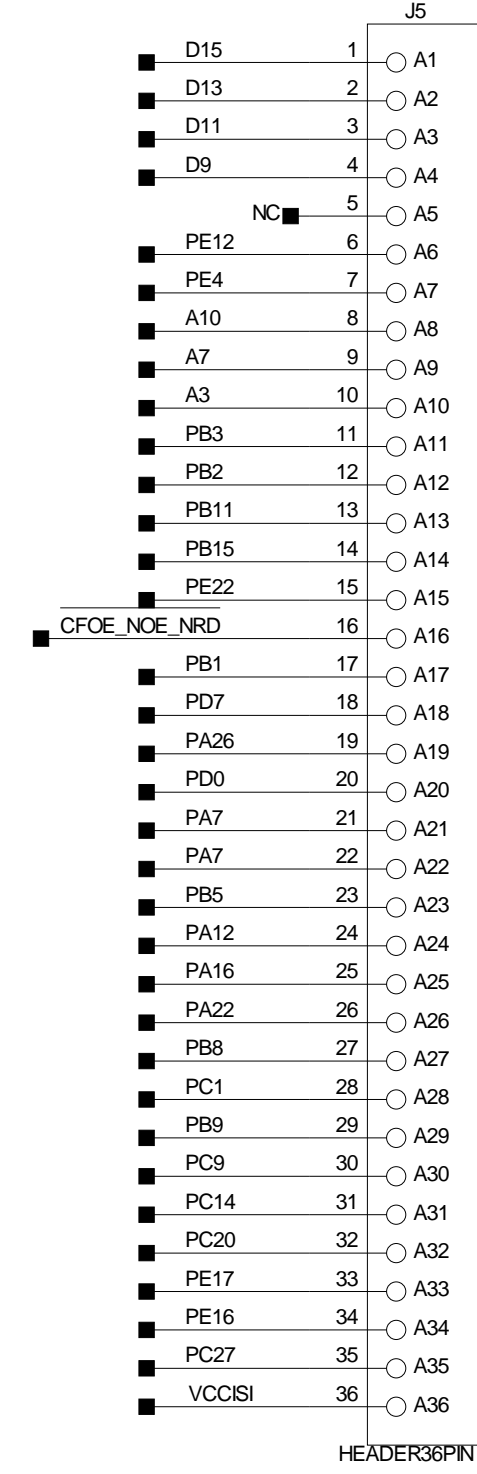 J5
D15 1 A1
D13 2 A2
D11 3 A3
D9 4 A4
NC 5 A5
PE12 6 A6
PE4 7 A7
A10 8 A8
A7 9 A9
A3 10 A10
PB3 11 A11
PB2 12 A12
PB11 13 A13
PB15 14 A14
PE22 15 A15
CFOE_NOE_NRD 16 A16
PB1 17 A17
PD7 18 A18
PA26 19 A19
PD0 20 A20
PA7 21 A21
PA7 22 A22
PB5 23 A23
PA12 24 A24
PA16 25 A25
PA22 26 A26
PB8 27 A27
PC1 28 A28
PB9 29 A29
PC9 30 A30
PC14 31 A31
PC20 32 A32
PE17 33 A33
PE16 34 A34
PC27 35 A35
VCCISI 36 A36
HEADER36PIN